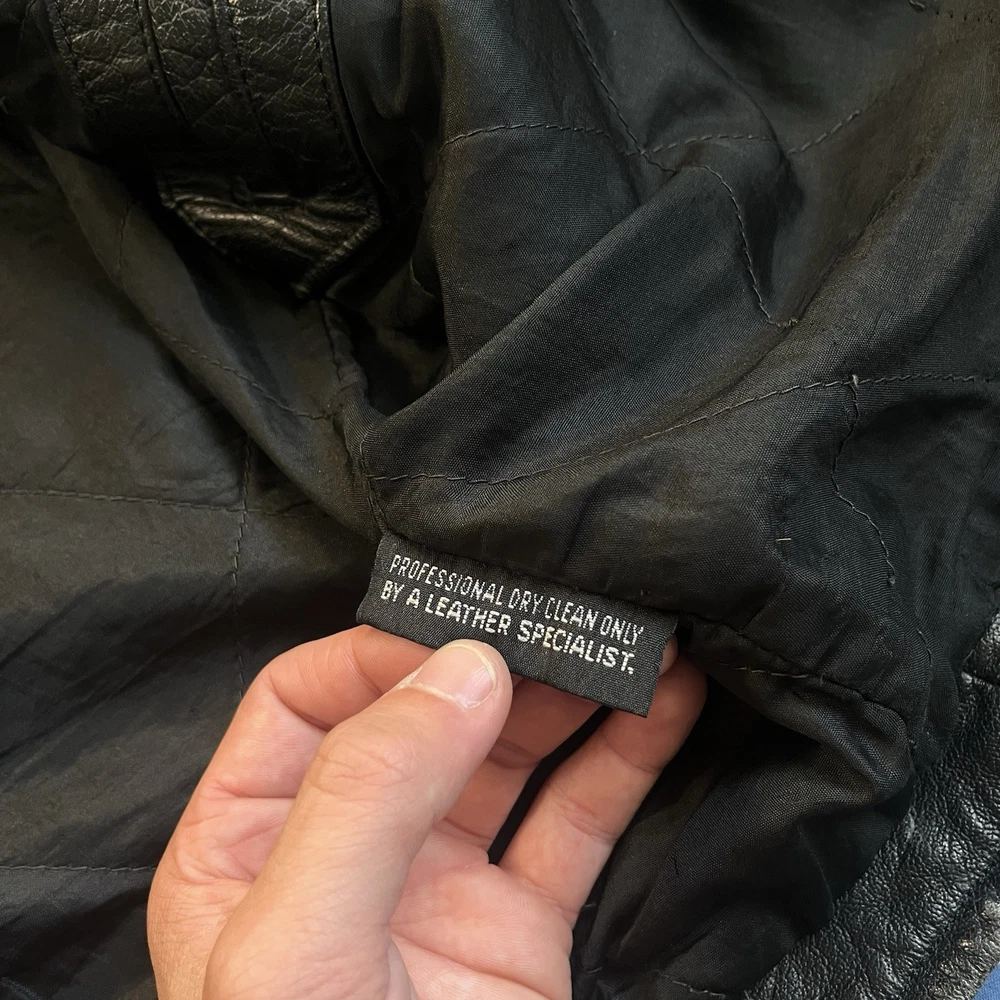 PROFESSIONAL DRY CLEAN ONLY
BY A LEATHER SPECIALIST.